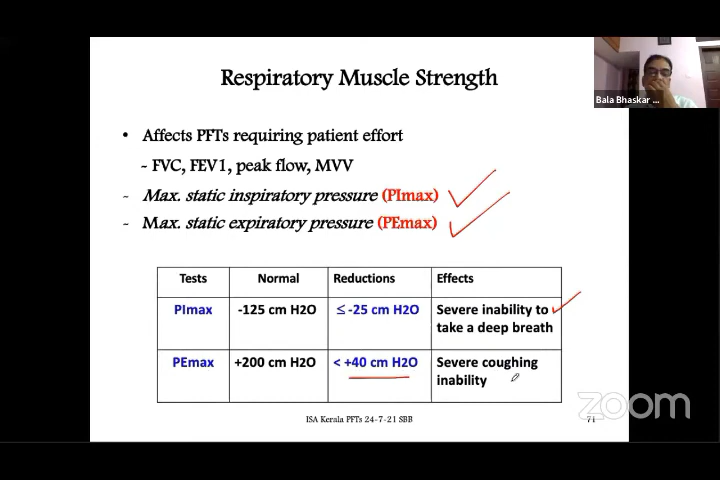 Respiratory Muscle Strength
Bala Bhaskar ...
• Affects PFTs requiring patient effort
- FVC, FEV1, peak flow, MVV
- Max. static inspiratory pressure (PImax)
- Max. static expiratory pressure (PEmax)
Tests Normal Reductions Effects
PImax -125 cm H2O ≤ -25 cm H2O Severe inability to
take a deep breath
PEmax +200 cm H2O < +40 cm H2O Severe coughing
inability
zoom
ISA Kerala PFTs 24-7-21 SBB 71